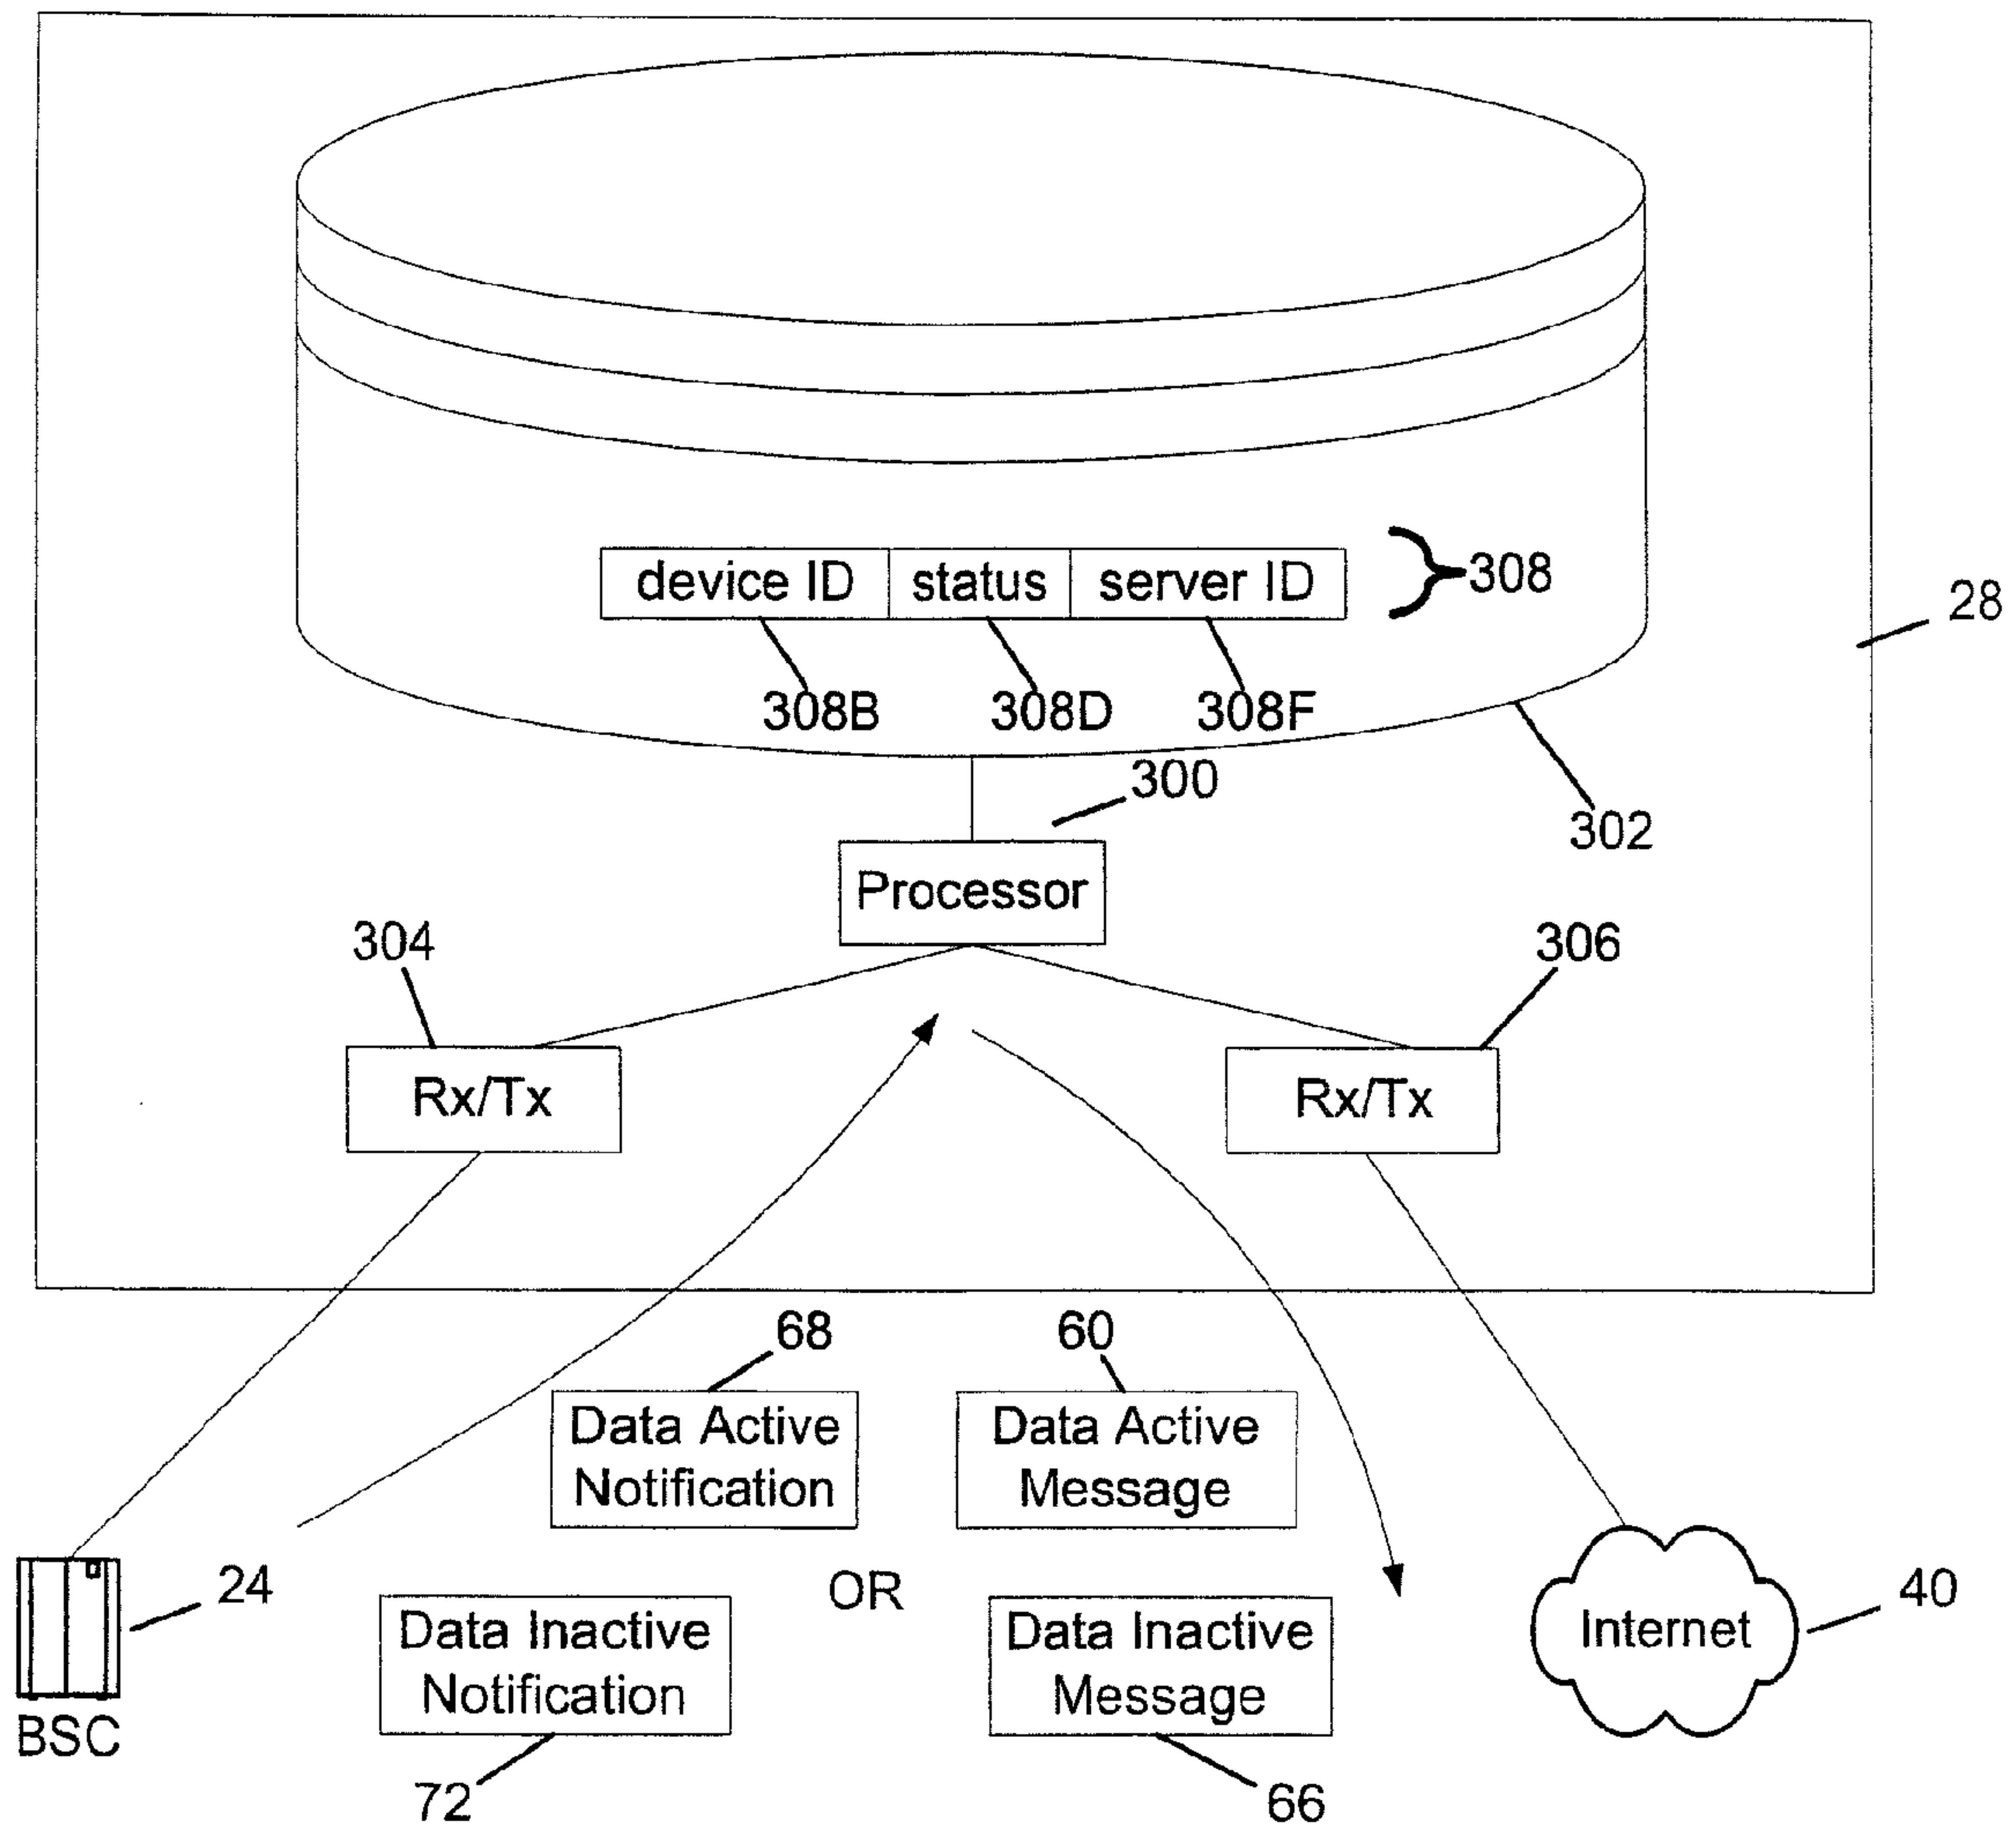 device ID status server ID
308
28
308B 308D 308F
300
302
Processor
304
306
Rx/Tx
Rx/Tx
68
60
Data Active
Notification
Data Active
Message
24
OR
40
Data Inactive
Notification
Data Inactive
Message
Internet
BSC
72
66